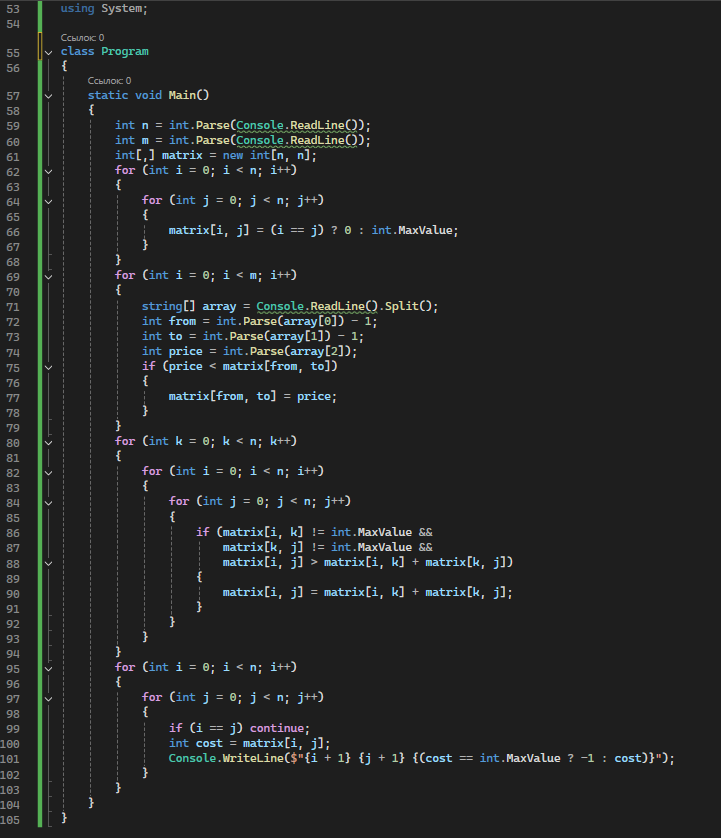 53 using System;
54
Ссылок: 0
55 class Program
56 {
Ссылок: 0
57 static void Main()
58 {
59 int n = int.Parse(Console.ReadLine());
60 int m = int.Parse(Console.ReadLine());
61 int[,] matrix = new int[n, n];
62 for (int i = 0; i < n; i++)
63 {
64 for (int j = 0; j < n; j++)
65 {
66 matrix[i, j] = (i == j) ? 0 : int.MaxValue;
67 }
68 }
69 for (int i = 0; i < m; i++)
70 {
71 string[] array = Console.ReadLine().Split();
72 int from = int.Parse(array[0]) - 1;
73 int to = int.Parse(array[1]) - 1;
74 int price = int.Parse(array[2]);
75 if (price < matrix[from, to])
76 {
77 matrix[from, to] = price;
78 }
79 }
80 for (int k = 0; k < n; k++)
81 {
82 for (int i = 0; i < n; i++)
83 {
84 for (int j = 0; j < n; j++)
85 {
86 if (matrix[i, k] != int.MaxValue &&
87 matrix[k, j] != int.MaxValue &&
88 matrix[i, j] > matrix[i, k] + matrix[k, j])
89 {
90 matrix[i, j] = matrix[i, k] + matrix[k, j];
91 }
92 }
93 }
94 }
95 for (int i = 0; i < n; i++)
96 {
97 for (int j = 0; j < n; j++)
98 {
99 if (i == j) continue;
100 int cost = matrix[i, j];
101 Console.WriteLine($"{i + 1} {j + 1} {(cost == int.MaxValue ? -1 : cost)}");
102 }
103 }
104 }
105 }